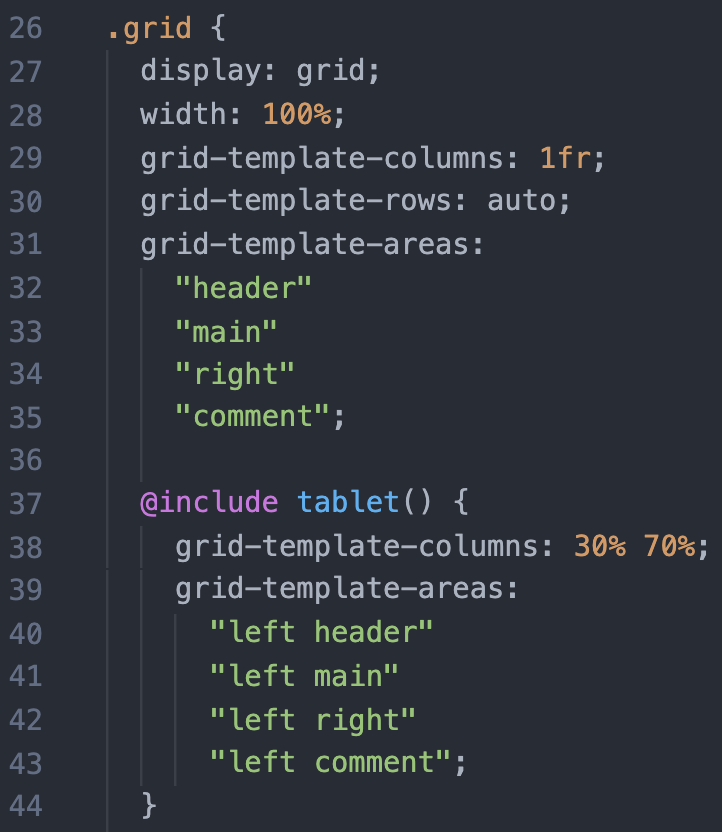 26 .grid {
27 display: grid;
28 width: 100%;
29 grid-template-columns: 1fr;
30 grid-template-rows: auto;
31 grid-template-areas:
32 "header"
33 "main"
34 "right"
35 "comment";
36
37 @include tablet() {
38 grid-template-columns: 30% 70%;
39 grid-template-areas:
40 "left header"
41 "left main"
42 "left right"
43 "left comment";
44 }